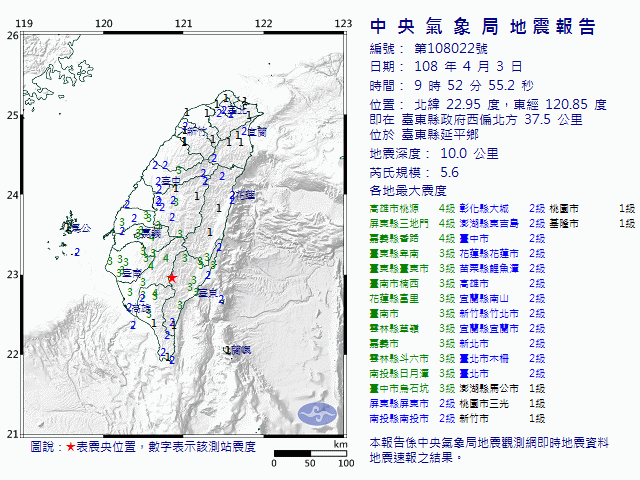 中央氣象局地震報告
編號： 第108022號
日期： 108 年 4 月 3 日
時間： 9 時 52 分 55.2 秒
位置： 北緯 22.95 度，東經 120.85 度
即在 臺東縣政府西偏北方 37.5 公里
位於 臺東縣延平鄉
地震深度： 10.0 公里
芮氏規模： 5.6
各地最大震度
高雄市桃源 4級 彰化縣大城 2級 桃園市 1級
屏東縣三地門 4級 澎湖縣東吉島 2級 基隆市 1級
嘉義縣番路 4級 臺中市 2級
臺東縣卑南 3級 花蓮縣花蓮市 2級
臺東縣臺東市 3級 苗栗縣鯉魚潭 2級
臺南市楠西 3級 高雄市 2級
花蓮縣富里 3級 宜蘭縣南山 2級
臺南市 3級 新竹縣竹北市 2級
雲林縣草嶺 3級 宜蘭縣宜蘭市 2級
嘉義市 3級 新北市 2級
雲林縣斗六市 3級 臺北市木柵 2級
南投縣日月潭 3級 臺北市 2級
臺中市烏石坑 3級 澎湖縣馬公市 1級
屏東縣屏東市 2級 桃園市三光 1級
南投縣南投市 2級 新竹市 1級
本報告係中央氣象局地震觀測網即時地震資料
地震速報之結果。
119 120 121 122 123
26
25
24
23
22
21
新竹
宜蘭
臺中
花蓮
馬公
嘉義
臺南
臺東
高雄
蘭嶼
圖說：★表震央位置，數字表示該測站震度
km
0 50 100